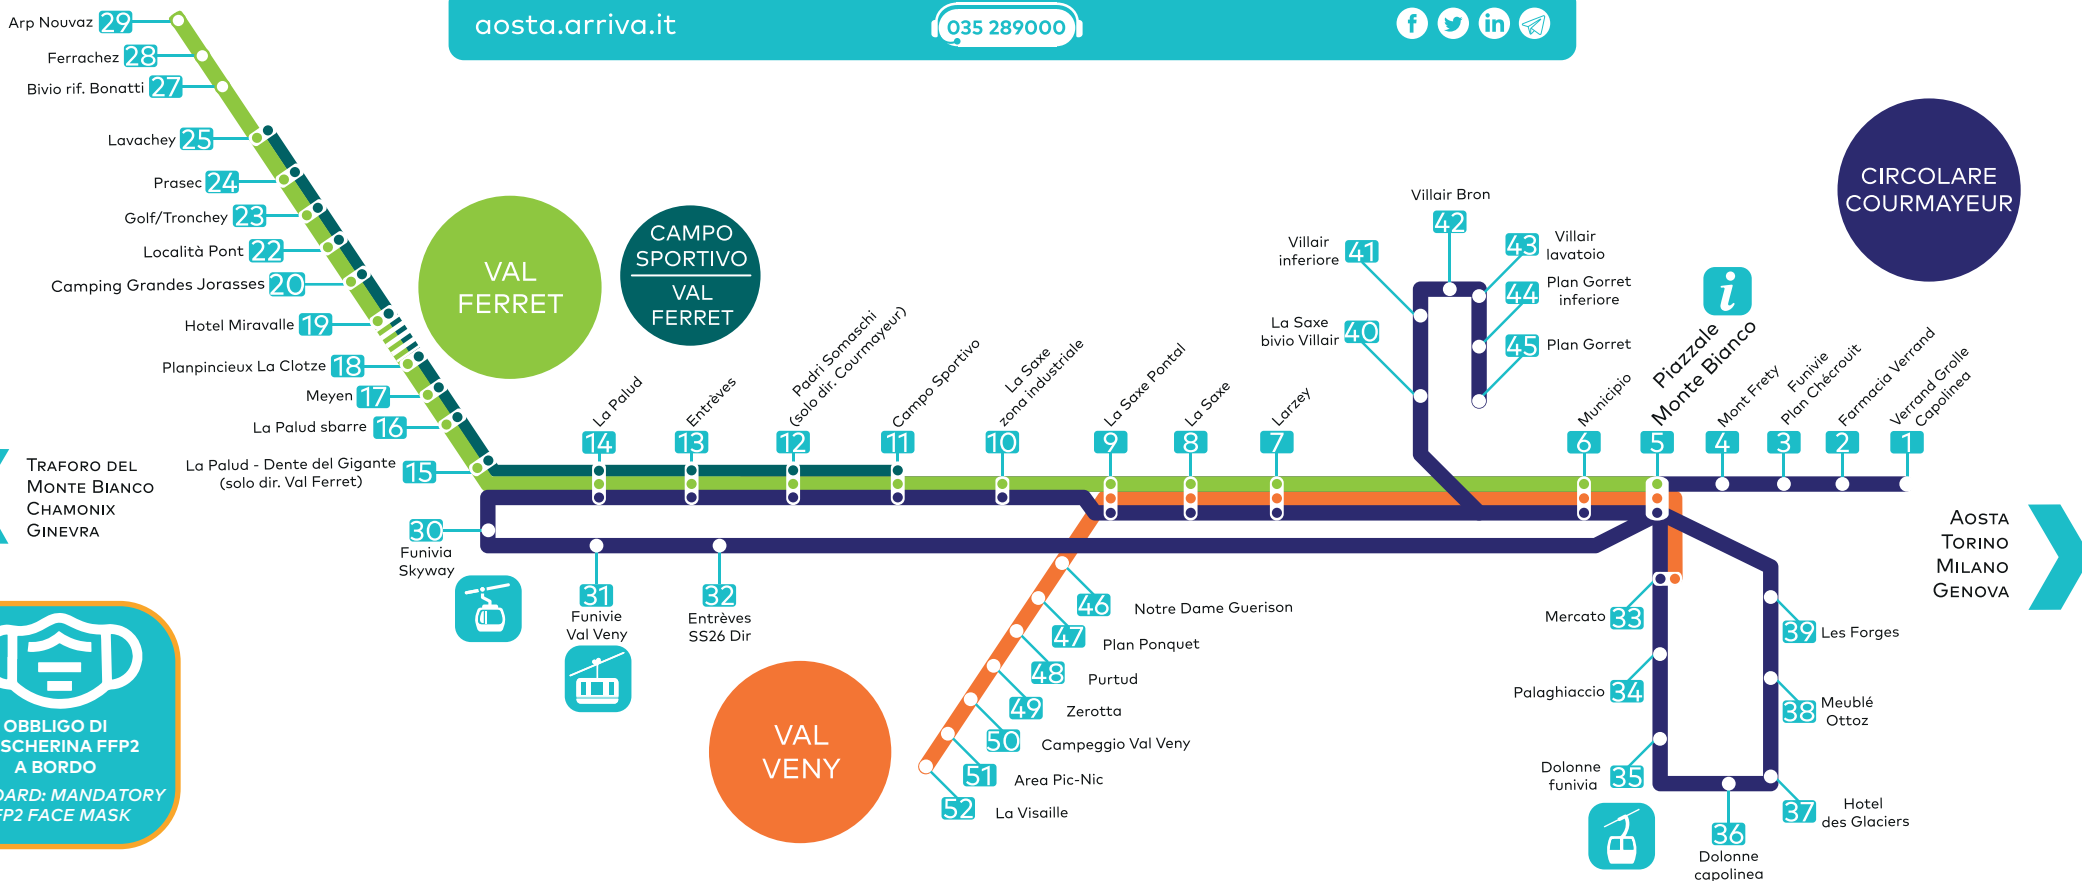 aosta.arriva.it
035 289000
Arp Nouvaz 29
Ferrachez 28
Bivio rif. Bonatti 27
Lavachey 25
Prasec 24
Golf/Tronchey 23
Località Pont 22
Camping Grandes Jorasses 20
Hotel Miravalle 19
Planpincieux La Clotze 18
Meyen 17
La Palud sbarre 16
La Palud - Dente del Gigante 15
(solo dir. Val Ferret)
VAL
FERRET
CAMPO
SPORTIVO
VAL
FERRET
CIRCOLARE
COURMAYEUR
La Palud
14
Entrèves
13
Padri Somaschi
(solo dir. Courmayeur)
12
Campo Sportivo
11
La Saxe
zona industriale
10
La Saxe Pontal
9
La Saxe
8
Larzey
7
La Saxe
bivio Villair 40
Villair
inferiore 41
Villair Bron
42
43 Villair
lavatoio
44 Plan Gorret
inferiore
45 Plan Gorret
Municipio
6
i
Piazzale
Monte Bianco
5
Mont Frety
4
Funivie
Plan Chécrouit
3
Farmacia Verrand
2
Verrand Grolle
Capolinea
1
TRAFORO DEL
MONTE BIANCO
CHAMONIX
GINEVRA
AOSTA
TORINO
MILANO
GENOVA
30
Funivia
Skyway
31
Funivie
Val Veny
32
Entrèves
SS26 Dir
46 Notre Dame Guerison
47 Plan Ponquet
48 Purtud
49 Zerotta
50 Campeggio Val Veny
51 Area Pic-Nic
52 La Visaille
VAL
VENY
Mercato 33
Palaghiaccio 34
Dolonne
funivia 35
36
Dolonne
capolinea
37 Hotel
des Glaciers
38 Meublé
Ottoz
39 Les Forges
OBBLIGO DI
SCHERINA FFP2
A BORDO
OARD: MANDATORY
FP2 FACE MASK